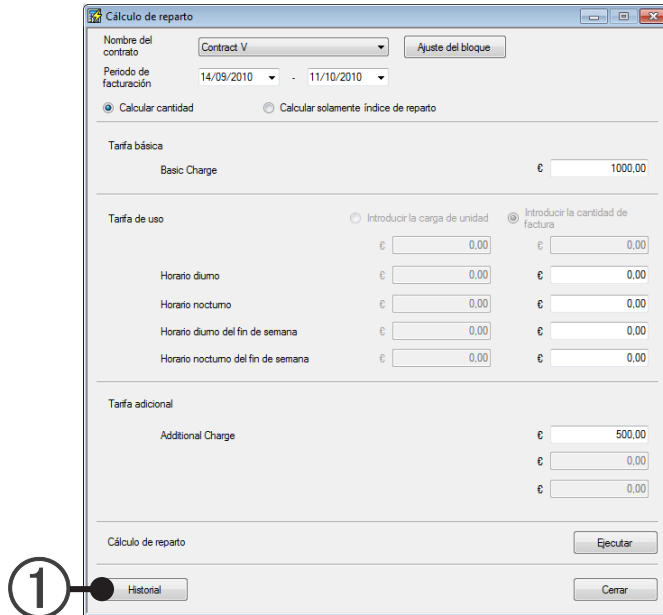 Cálculo de reparto
Nombre del
contrato
Contract V
Ajuste del bloque
Periodo de
facturación
14/09/2010 - 11/10/2010
Calcular cantidad
Calcular solamente índice de reparto
Tarifa básica
Basic Charge € 1000,00
Tarifa de uso
Introducir la carga de unidad
Introducir la cantidad de
factura
€ 0,00 € 0,00
Horario diurno € 0,00 € 0,00
Horario nocturno € 0,00 € 0,00
Horario diurno del fin de semana € 0,00 € 0,00
Horario nocturno del fin de semana € 0,00 € 0,00
Tarifa adicional
Additional Charge € 500,00
€ 0,00
€ 0,00
Cálculo de reparto
Ejecutar
1
Historial
Cerrar